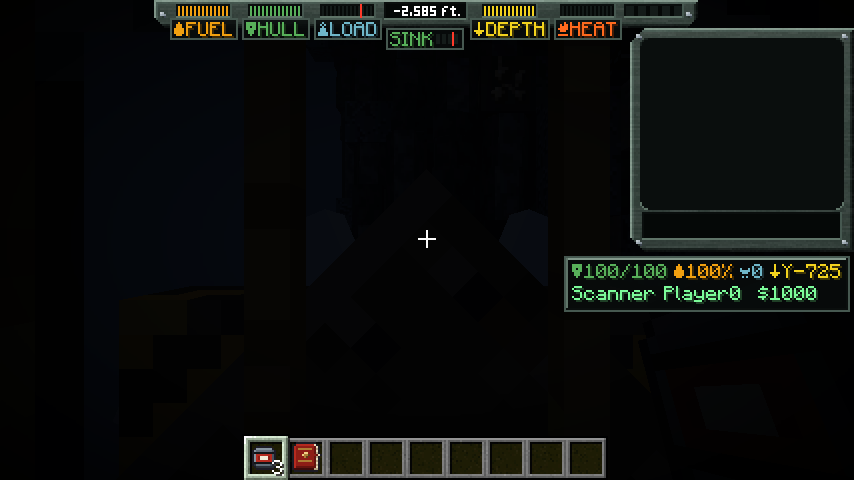 -2.585 ft.
FUEL HULL LOAD SINK DEPTH HEAT
100/100 100% 0 Y-725
Scanner Player0 $1000
3